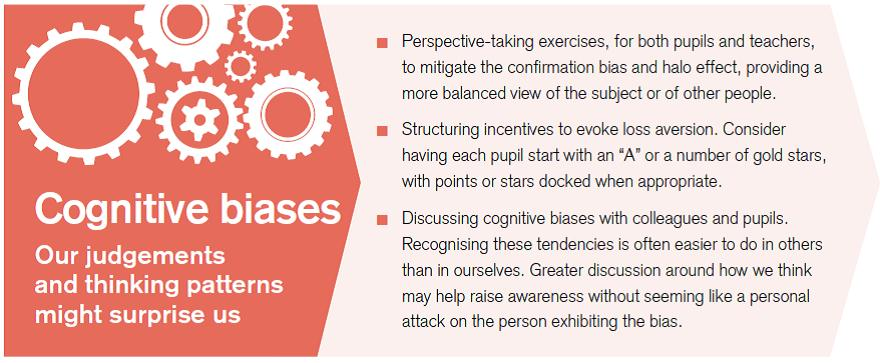 Cognitive biases
Our judgements
and thinking patterns
might surprise us
Perspective-taking exercises, for both pupils and teachers,
to mitigate the confirmation bias and halo effect, providing a
more balanced view of the subject or of other people.
Structuring incentives to evoke loss aversion. Consider
having each pupil start with an “A” or a number of gold stars,
with points or stars docked when appropriate.
Discussing cognitive biases with colleagues and pupils.
Recognising these tendencies is often easier to do in others
than in ourselves. Greater discussion around how we think
may help raise awareness without seeming like a personal
attack on the person exhibiting the bias.